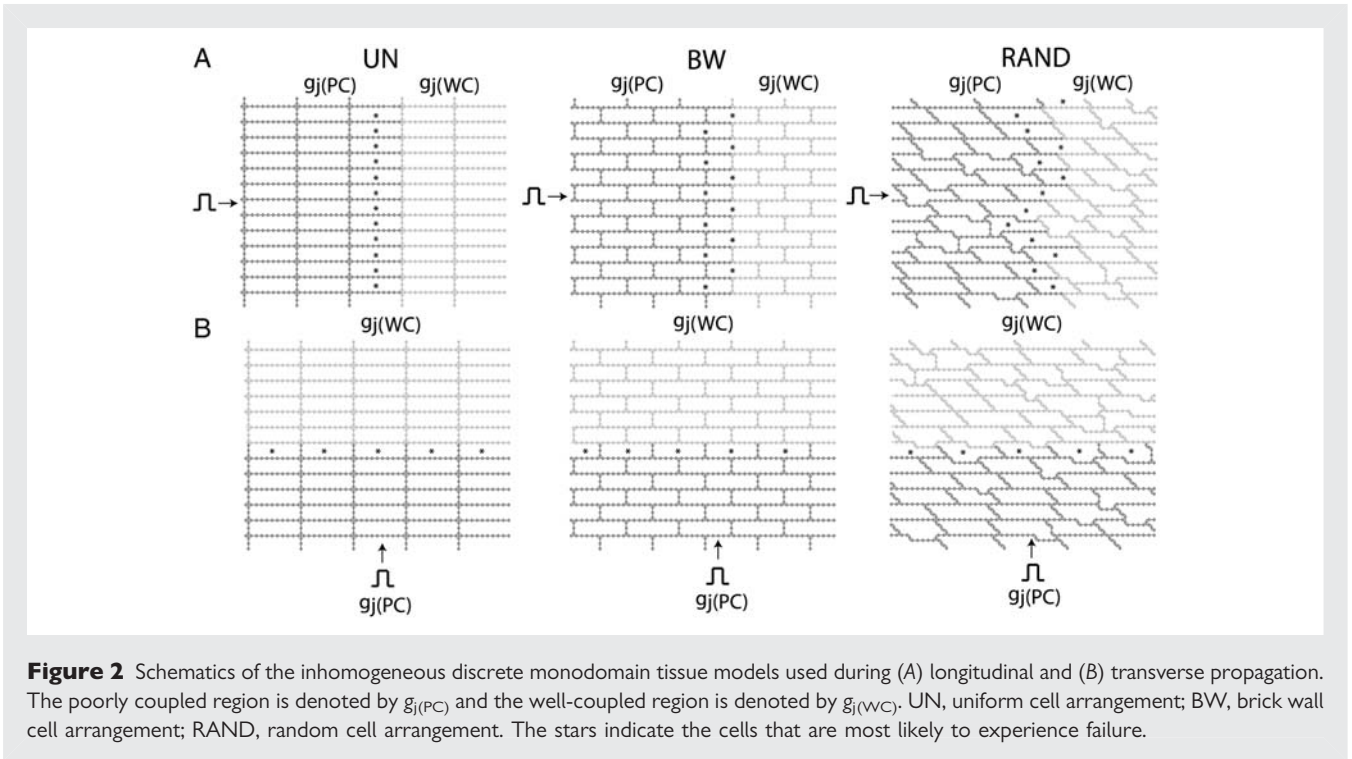 A UN BW RAND
gj(PC) gj(WC) gj(PC) gj(WC) gj(PC) gj(WC)
B gj(WC) gj(WC) gj(WC)
gj(PC) gj(PC) gj(PC)
Figure 2 Schematics of the inhomogeneous discrete monodomain tissue models used during (A) longitudinal and (B) transverse propagation.
The poorly coupled region is denoted by gj(PC) and the well-coupled region is denoted by gj(WC). UN, uniform cell arrangement; BW, brick wall
cell arrangement; RAND, random cell arrangement. The stars indicate the cells that are most likely to experience failure.